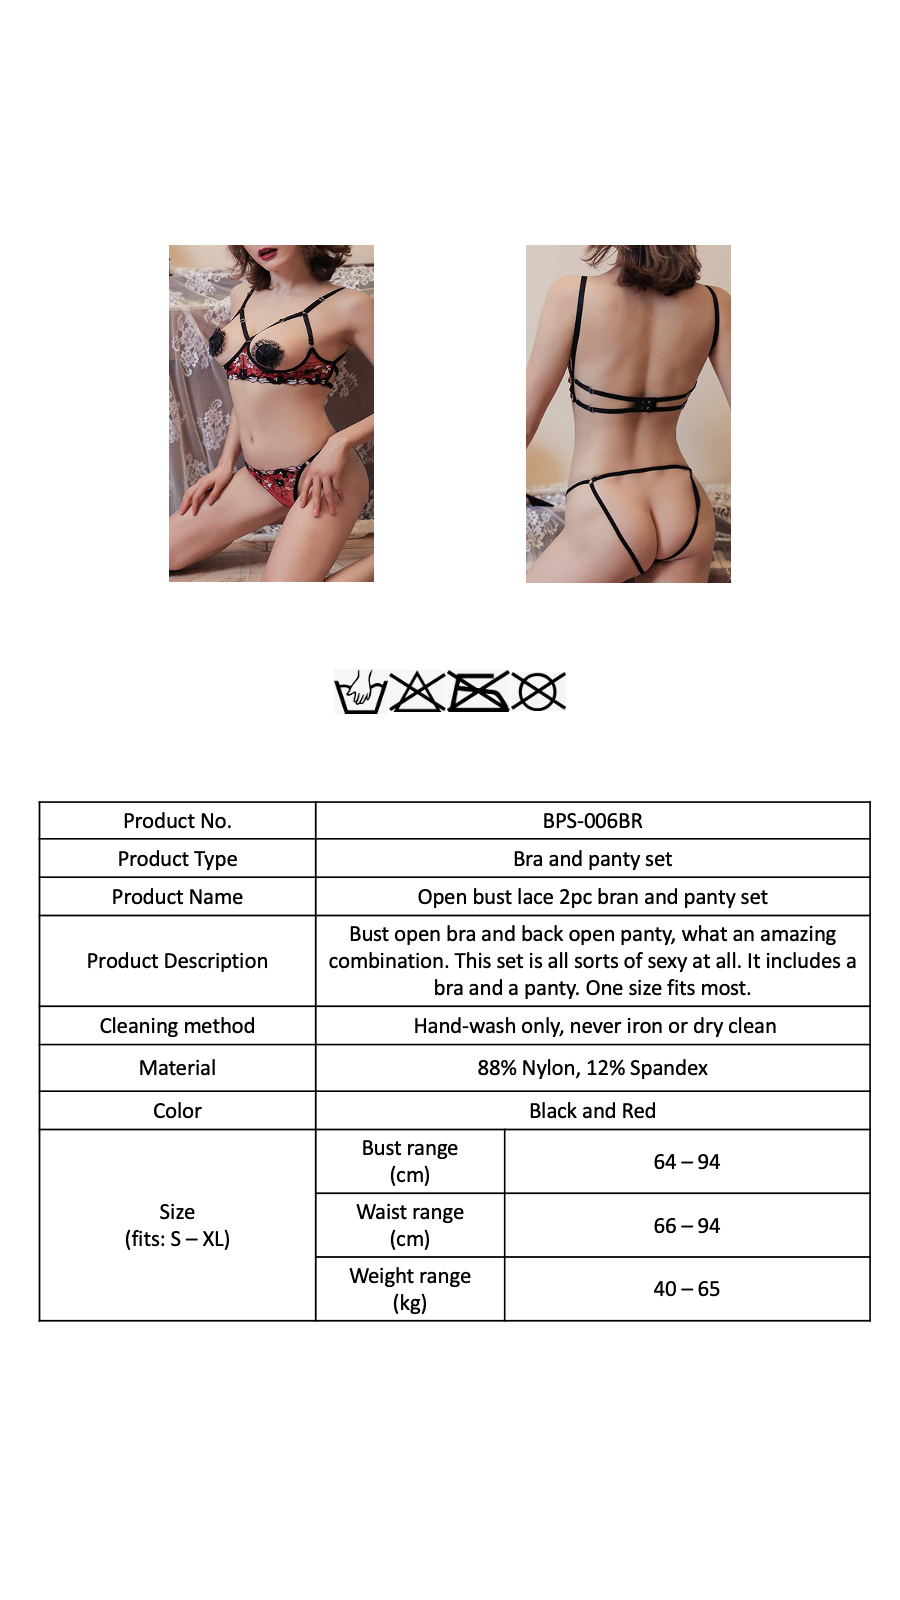 Product No.
BPS-006BR
Product Type
Bra and panty set
Product Name
Open bust lace 2pc bran and panty set
Product Description
Bust open bra and back open panty, what an amazing
combination. This set is all sorts of sexy at all. It includes a
bra and a panty. One size fits most.
Cleaning method
Hand-wash only, never iron or dry clean
Material
88% Nylon, 12% Spandex
Color
Black and Red
Size
(fits: S – XL)
Bust range
(cm)
64 – 94
Waist range
(cm)
66 – 94
Weight range
(kg)
40 – 65